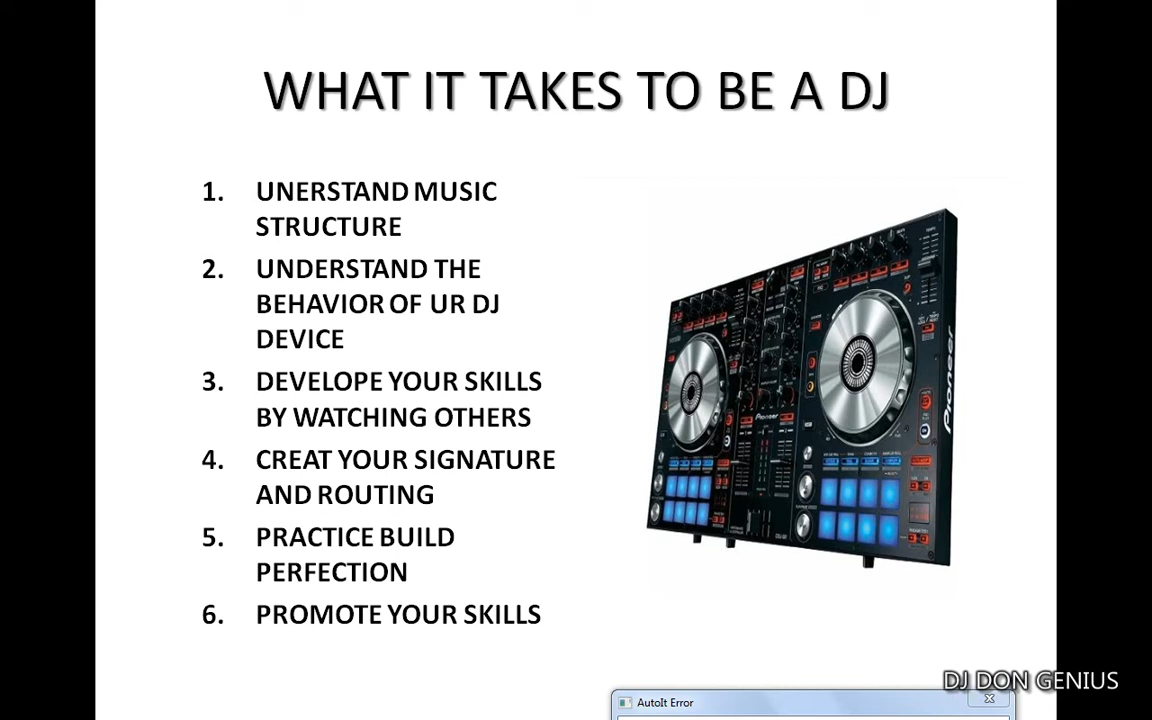 WHAT IT TAKES TO BE A DJ
1. UNERSTAND MUSIC
STRUCTURE
2. UNDERSTAND THE
BEHAVIOR OF UR DJ
DEVICE
3. DEVELOPE YOUR SKILLS
BY WATCHING OTHERS
4. CREAT YOUR SIGNATURE
AND ROUTING
5. PRACTICE BUILD
PERFECTION
6. PROMOTE YOUR SKILLS
Pioneer
Pioneer
DJ DON GENIUS
AutoIt Error